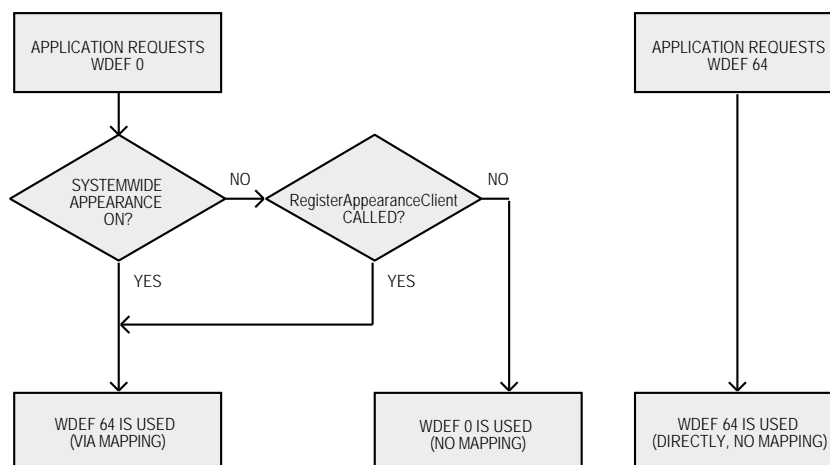 APPLICATION REQUESTS
WDEF 0
APPLICATION REQUESTS
WDEF 64
SYSTEMWIDE
APPEARANCE
ON?
NO
RegisterAppearanceClient
CALLED?
NO
YES
YES
WDEF 64 IS USED
(VIA MAPPING)
WDEF 0 IS USED
(NO MAPPING)
WDEF 64 IS USED
(DIRECTLY, NO MAPPING)